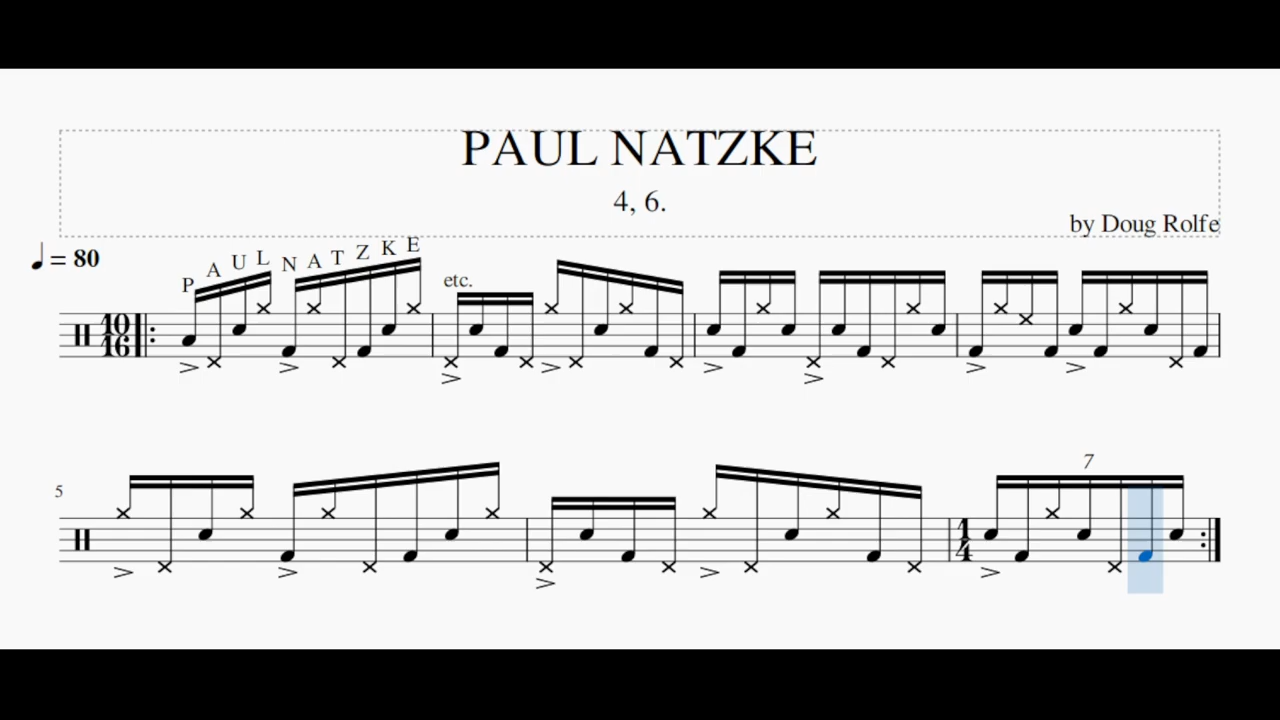 PAUL NATZKE
4, 6.
by Doug Rolfe
♩ = 80
P A U L N A T Z K E
etc.
10
16
5
7
1
4